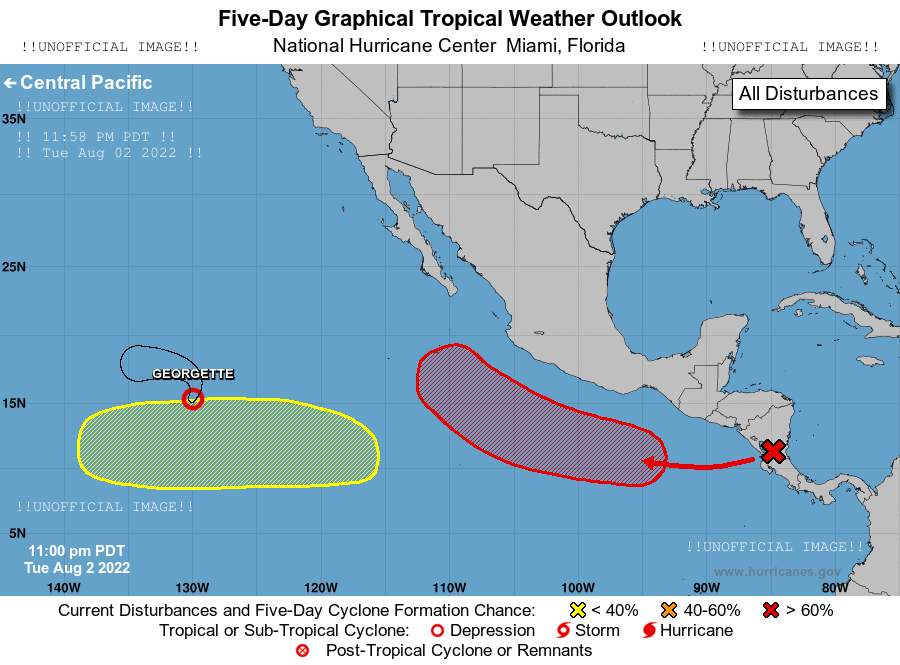 Five-Day Graphical Tropical Weather Outlook
!!UNOFFICIAL IMAGE!! National Hurricane Center  Miami, Florida !!UNOFFICIAL IMAGE!!
← Central Pacific
All Disturbances
!!UNOFFICIAL IMAGE!!
35N
!! 11:58 PM PDT !!
!! Tue Aug 02 2022 !!
25N
GEORGETTE
15N
!!UNOFFICIAL IMAGE!!
5N
!!UNOFFICIAL IMAGE!!
11:00 pm PDT
Tue Aug 2 2022
www.hurricanes.gov
140W 130W 120W 110W 100W 90W 80W
Current Disturbances and Five-Day Cyclone Formation Chance: < 40% 40-60% > 60%
Tropical or Sub-Tropical Cyclone: Depression Storm Hurricane
Post-Tropical Cyclone or Remnants